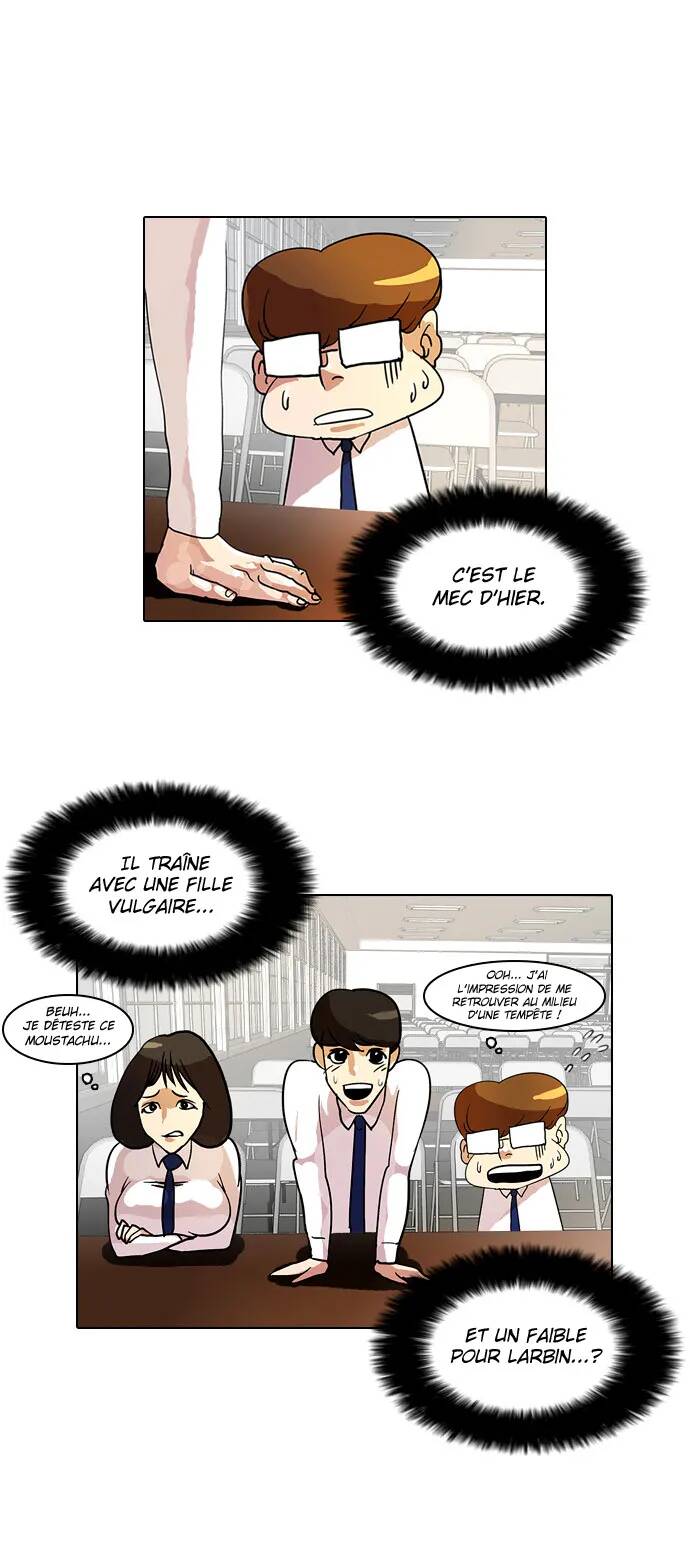 C'EST LE
MEC D'HIER.
IL TRAÎNE
AVEC UNE FILLE
VULGAIRE...
BEUH...
JE DÉTESTE CE
MOUSTACHU...
OOH... J'AI
L'IMPRESSION DE ME
RETROUVER AU MILIEU
D'UNE TEMPÊTE !
ET UN FAIBLE
POUR LARBIN...?